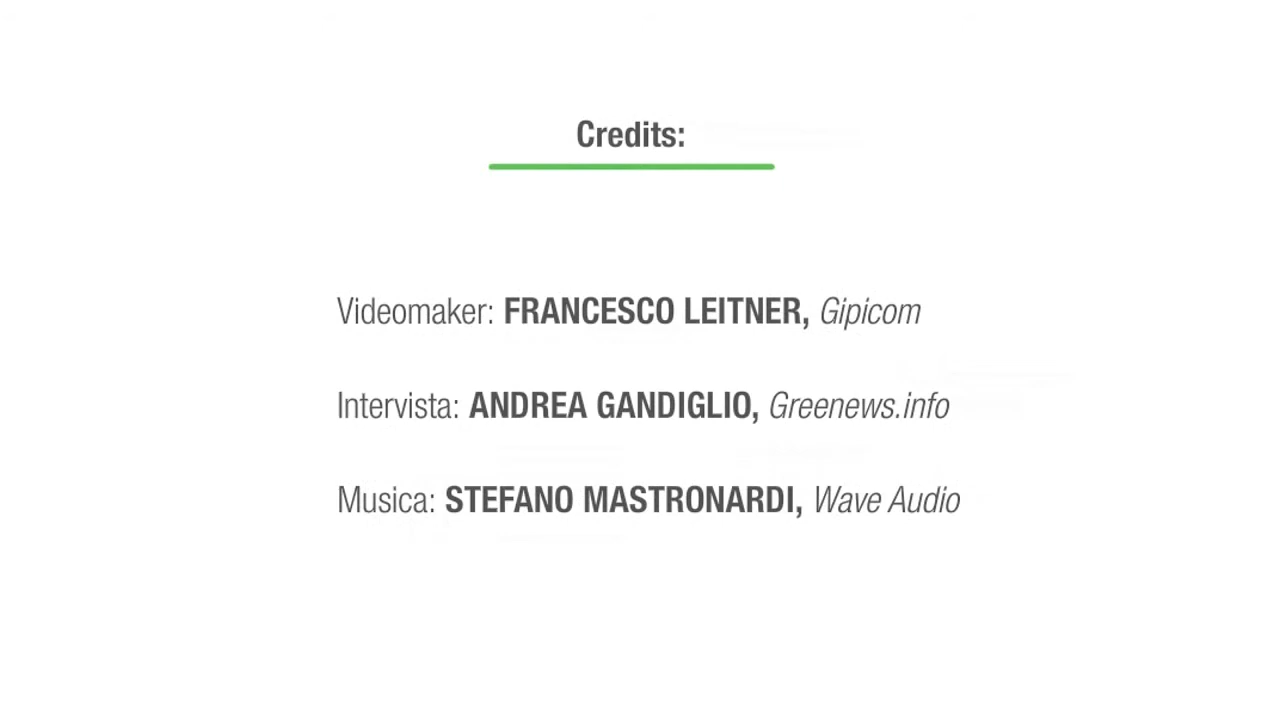 Credits:
Videomaker: FRANCESCO LEITNER, Gipicom
Intervista: ANDREA GANDIGLIO, Greenews.info
Musica: STEFANO MASTRONARDI, Wave Audio